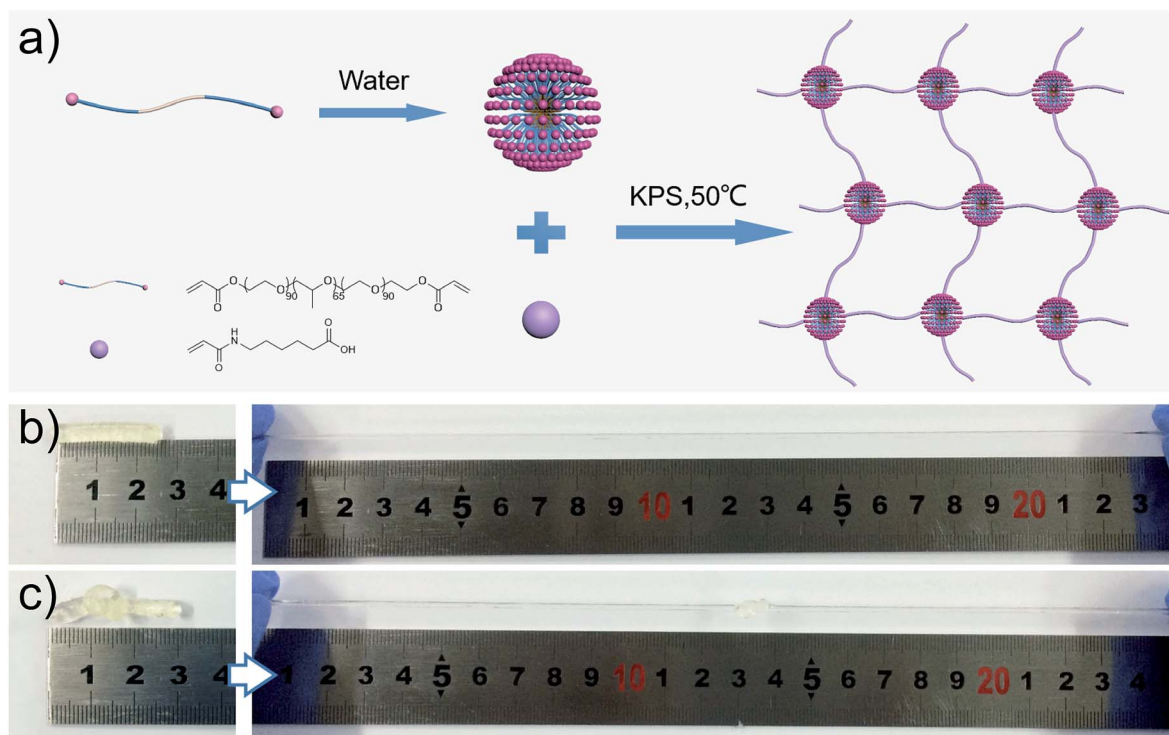 a)
Water
KPS,50℃
O
O
90
O
65
O
90
O
O
H
N
O
O
OH
b)
1 2 3 4
1 2 3 4 5 6 7 8 9 10 1 2 3 4 5 6 7 8 9 20 1 2 3
c)
1 2 3 4
1 2 3 4 5 6 7 8 9 10 1 2 3 4 5 6 7 8 9 20 1 2 3 4